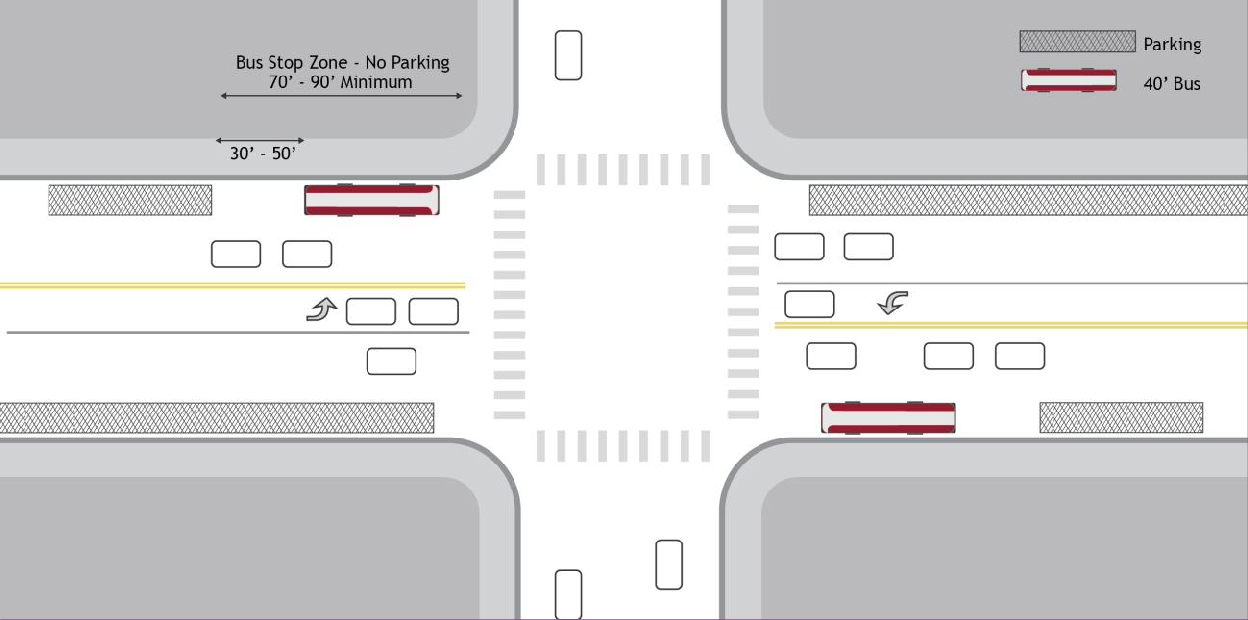 Bus Stop Zone - No Parking
70’ - 90’ Minimum
30’ - 50’
Parking
40’ Bus